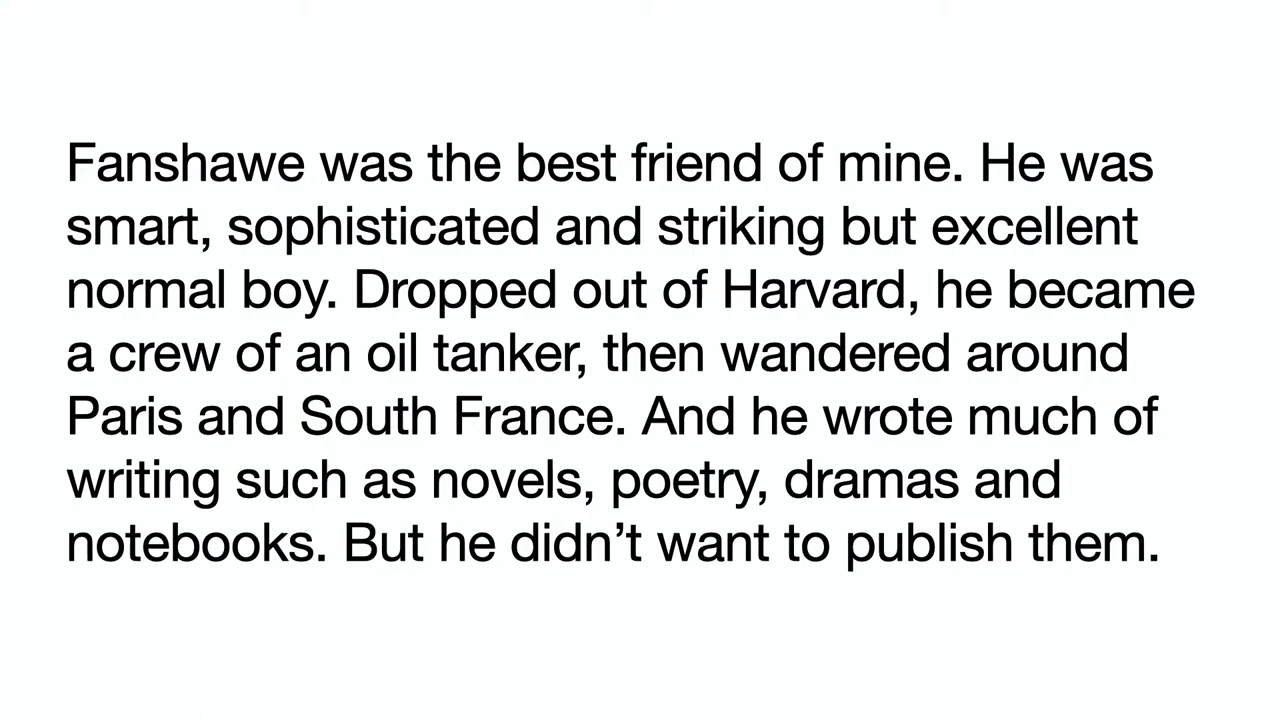 Fanshawe was the best friend of mine. He was
smart, sophisticated and striking but excellent
normal boy. Dropped out of Harvard, he became
a crew of an oil tanker, then wandered around
Paris and South France. And he wrote much of
writing such as novels, poetry, dramas and
notebooks. But he didn’t want to publish them.